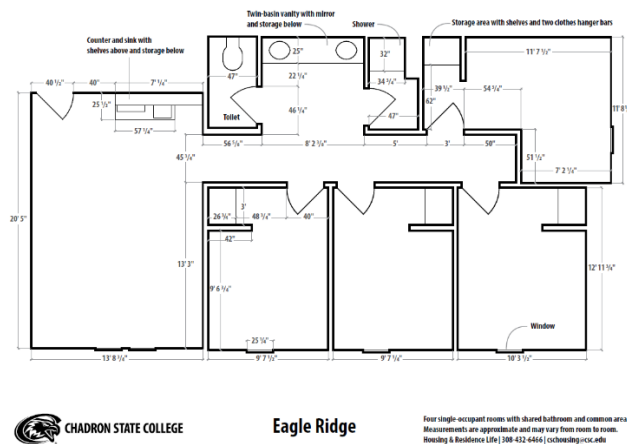 Twin-basin vanity with mirror
and storage below
Shower
Storage area with shelves and two clothes hanger bars
Counter and sink with
shelves above and storage below
25"
32"
11' 7 ½"
40 ½"
40"
7' ¼"
47"
22 ¼"
34 ¼"
39 ½"
54 ¼"
11' 8
25 ½"
46 ¼"
47"
62"
Toilet
57 ¼"
45 ¾"
56 ⅝"
8' 2 ¾"
5'
3'
50"
51 ½"
7' 2 ½"
3'
26 ⅝"
48 ¾"
40"
20' 5"
42"
13' 3"
12' 11 ¾"
9' 6 ¾"
25 ¼"
Window
13' 8 ¾"
9' 7 ½"
9' 7 ¼"
10' 3 ½"
CHADRON STATE COLLEGE
Eagle Ridge
Four single-occupant rooms with shared bathroom and common area
Measurements are approximate and may vary from room to room.
Housing & Residence Life | 308-432-6466 | cschousing@csc.edu